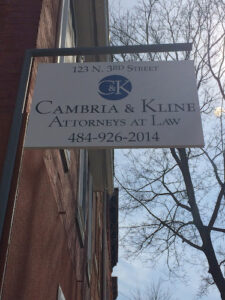 123 N. 3RD STREET
C&K
CAMBRIA & KLINE
ATTORNEYS AT LAW
484-926-2014